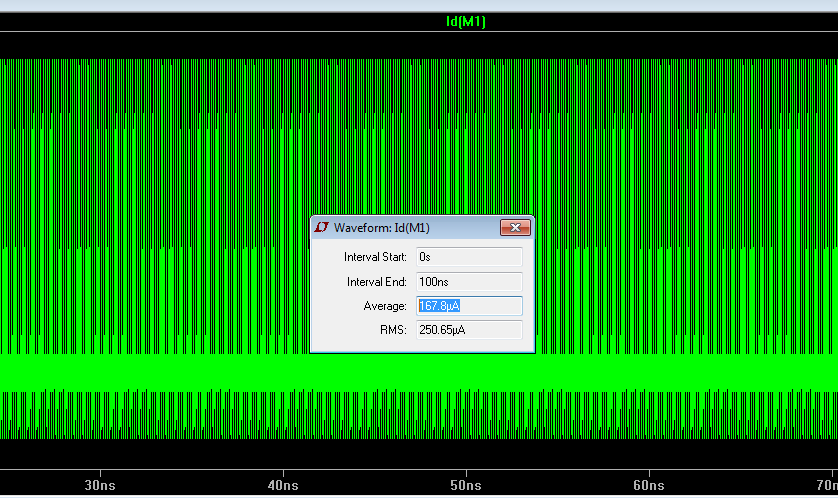 Id(M1)
Waveform: Id(M1)
Interval Start: 0s
Interval End: 100ns
Average: 167.8µA
RMS: 250.65µA
30ns 40ns 50ns 60ns